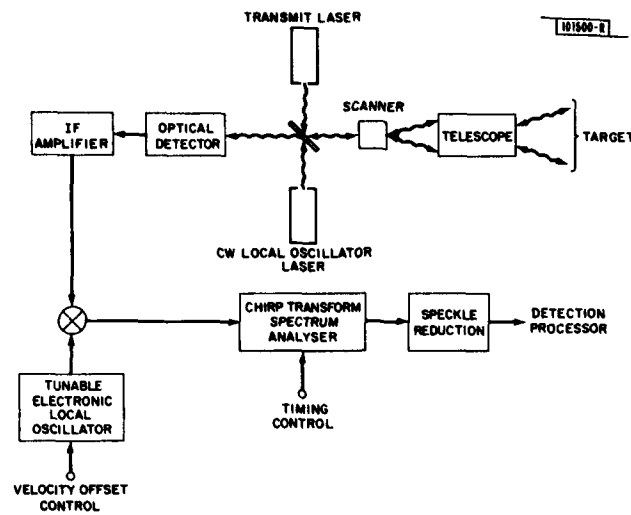 TRANSMIT LASER
101500-R
SCANNER
IF
AMPLIFIER
OPTICAL
DETECTOR
TELESCOPE
TARGET
CW LOCAL OSCILLATOR
LASER
CHIRP TRANSFORM
SPECTRUM
ANALYSER
SPECKLE
REDUCTION
DETECTION
PROCESSOR
TUNABLE
ELECTRONIC
LOCAL
OSCILLATOR
TIMING
CONTROL
VELOCITY OFFSET
CONTROL